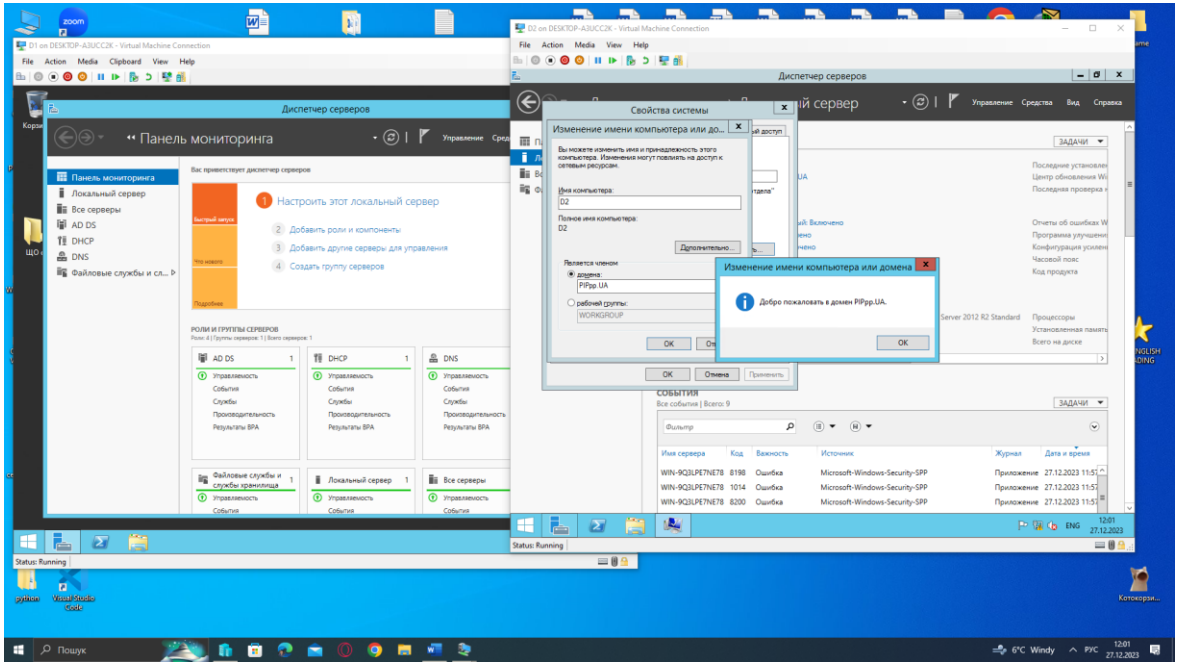 zoom
D1 on DESKTOP-A3UCC2K - Virtual Machine Connection
File Action Media Clipboard View Help
Диспетчер серверов
Панель мониторинга
Управление
Панель мониторинга
Локальный сервер
Все серверы
AD DS
DHCP
DNS
Файловые службы и сл...
Вас приветствует диспетчер серверов
Быстрый запуск
Что нового
Подробнее
1 Настроить этот локальный сервер
2 Добавить роли и компоненты
3 Добавить другие серверы для управления
4 Создать группу серверов
РОЛИ И ГРУППЫ СЕРВЕРОВ
Роли: 4 | Группы серверов: 1 | Всего серверов: 1
AD DS 1
Управляемость
События
Службы
Производительность
Результаты BPA
DHCP 1
Управляемость
События
Службы
Производительность
Результаты BPA
DNS
Управляемость
События
Службы
Производительность
Результаты BPA
Файловые службы и службы хранилища 1
Управляемость
События
Локальный сервер 1
Управляемость
События
Все серверы
Управляемость
События
Status: Running
D2 on DESKTOP-A3UCC2K - Virtual Machine Connection
File Action Media View Help
Диспетчер серверов
Управление Средства Вид Справка
Свойства системы
Изменение имени компьютера или до...
Вы можете изменить имя и принадлежность этого
компьютера. Изменения могут повлиять на доступ к
сетевым ресурсам.
Имя компьютера:
D2
Полное имя компьютера:
D2
Дополнительно...
Является членом
домена:
PIPpp.UA
рабочей группы:
WORKGROUP
OK
OK Отмена Применить
Изменение имени компьютера или домена
Добро пожаловать в домен PIPpp.UA.
OK
ЗАДАЧИ
Последняя проверка
Часовой пояс
Код продукта
Server 2012 R2 Standard
Процессоры
Установленная память
Всего на диске
СОБЫТИЯ
Все события | Всего: 9
ЗАДАЧИ
Фильтр
Имя сервера Код Важность Источник Журнал Дата и время
WIN-9Q3LPE7NE78 8198 Ошибка Microsoft-Windows-Security-SPP Приложение 27.12.2023 11:57
WIN-9Q3LPE7NE78 1014 Ошибка Microsoft-Windows-Security-SPP Приложение 27.12.2023 11:57
WIN-9Q3LPE7NE78 8200 Ошибка Microsoft-Windows-Security-SPP Приложение 27.12.2023 11:57
ENG
12:01
27.12.2023
Status: Running
python
Visual Studio
Code
Котокорзи...
Пошук
6°C Windy
РУС
12:01
27.12.2023